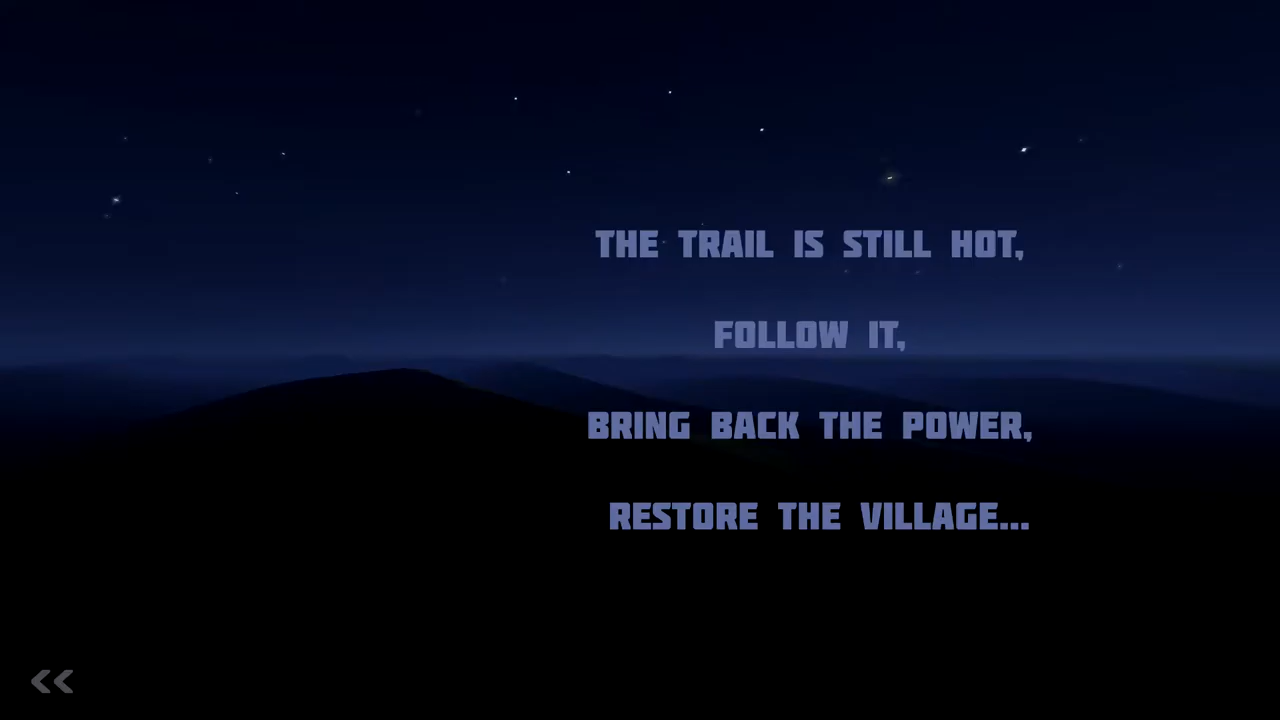 THE TRAIL IS STILL HOT,
FOLLOW IT,
BRING BACK THE POWER,
RESTORE THE VILLAGE...